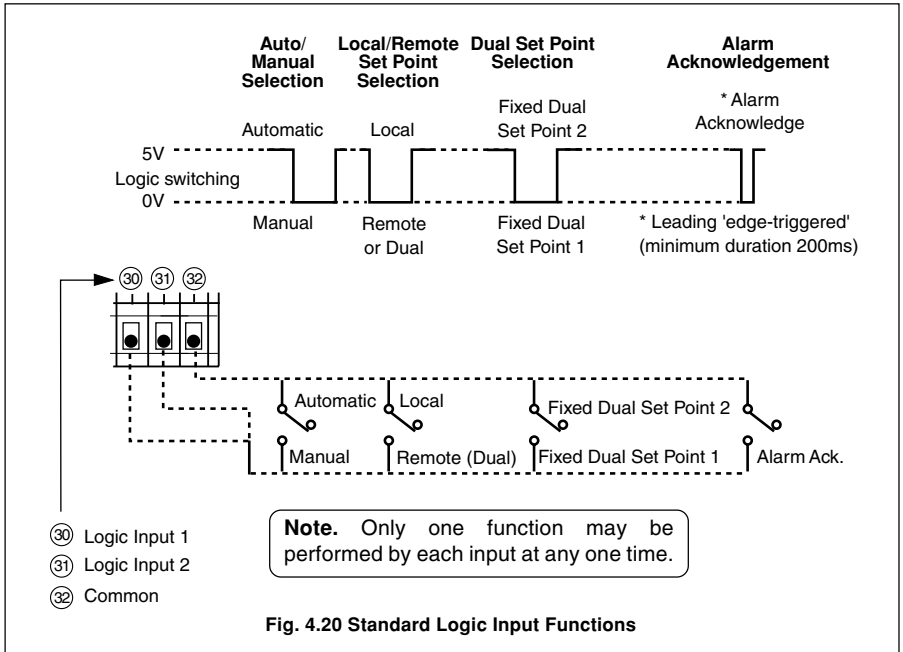 Auto/
Manual
Selection
Local/Remote
Set Point
Selection
Dual Set Point
Selection
Alarm
Acknowledgement
Automatic
Local
Fixed Dual
Set Point 2
* Alarm
Acknowledge
5V
Logic switching
0V
Manual
Remote
or Dual
Fixed Dual
Set Point 1
* Leading 'edge-triggered'
(minimum duration 200ms)
30 31 32
Automatic Local Fixed Dual Set Point 2
Manual Remote (Dual) Fixed Dual Set Point 1 Alarm Ack.
30 Logic Input 1
31 Logic Input 2
32 Common
Note. Only one function may be
performed by each input at any one time.
Fig. 4.20 Standard Logic Input Functions